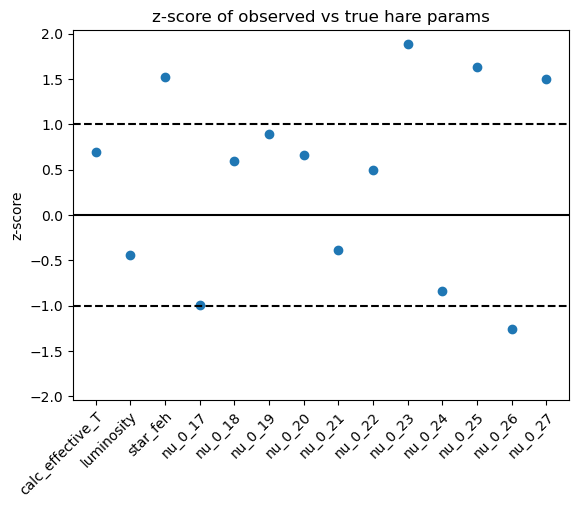 z-score of observed vs true hare params
2.0
1.5
1.0
0.5
0.0
−0.5
−1.0
−1.5
−2.0
z-score
calc_effective_T
luminosity
star_feh
nu_0_17
nu_0_18
nu_0_19
nu_0_20
nu_0_21
nu_0_22
nu_0_23
nu_0_24
nu_0_25
nu_0_26
nu_0_27